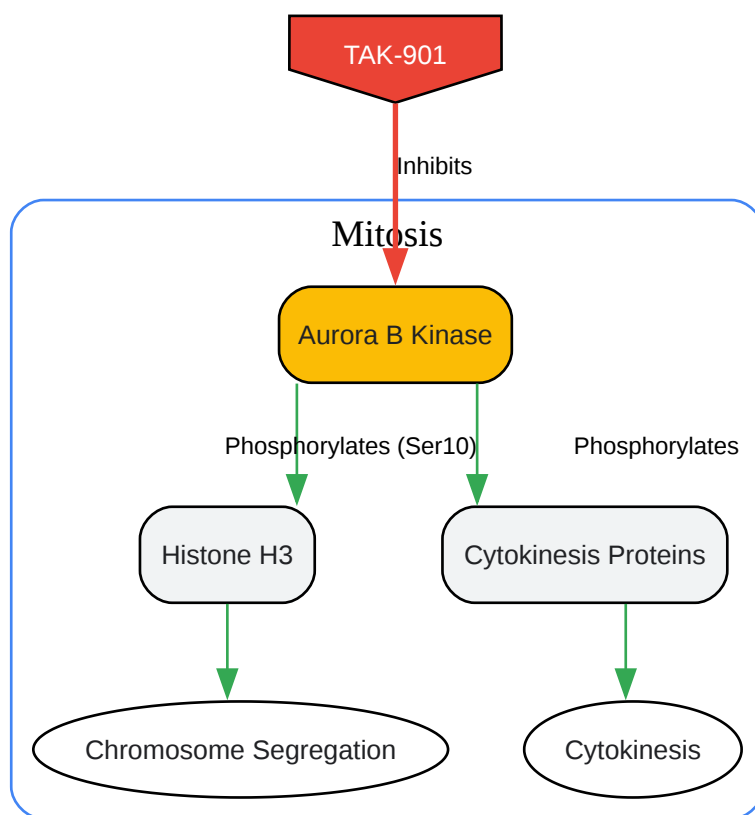 TAK-901
Inhibits
Mitosis
Aurora B Kinase
Phosphorylates (Ser10)
Phosphorylates
Histone H3
Cytokinesis Proteins
Chromosome Segregation
Cytokinesis